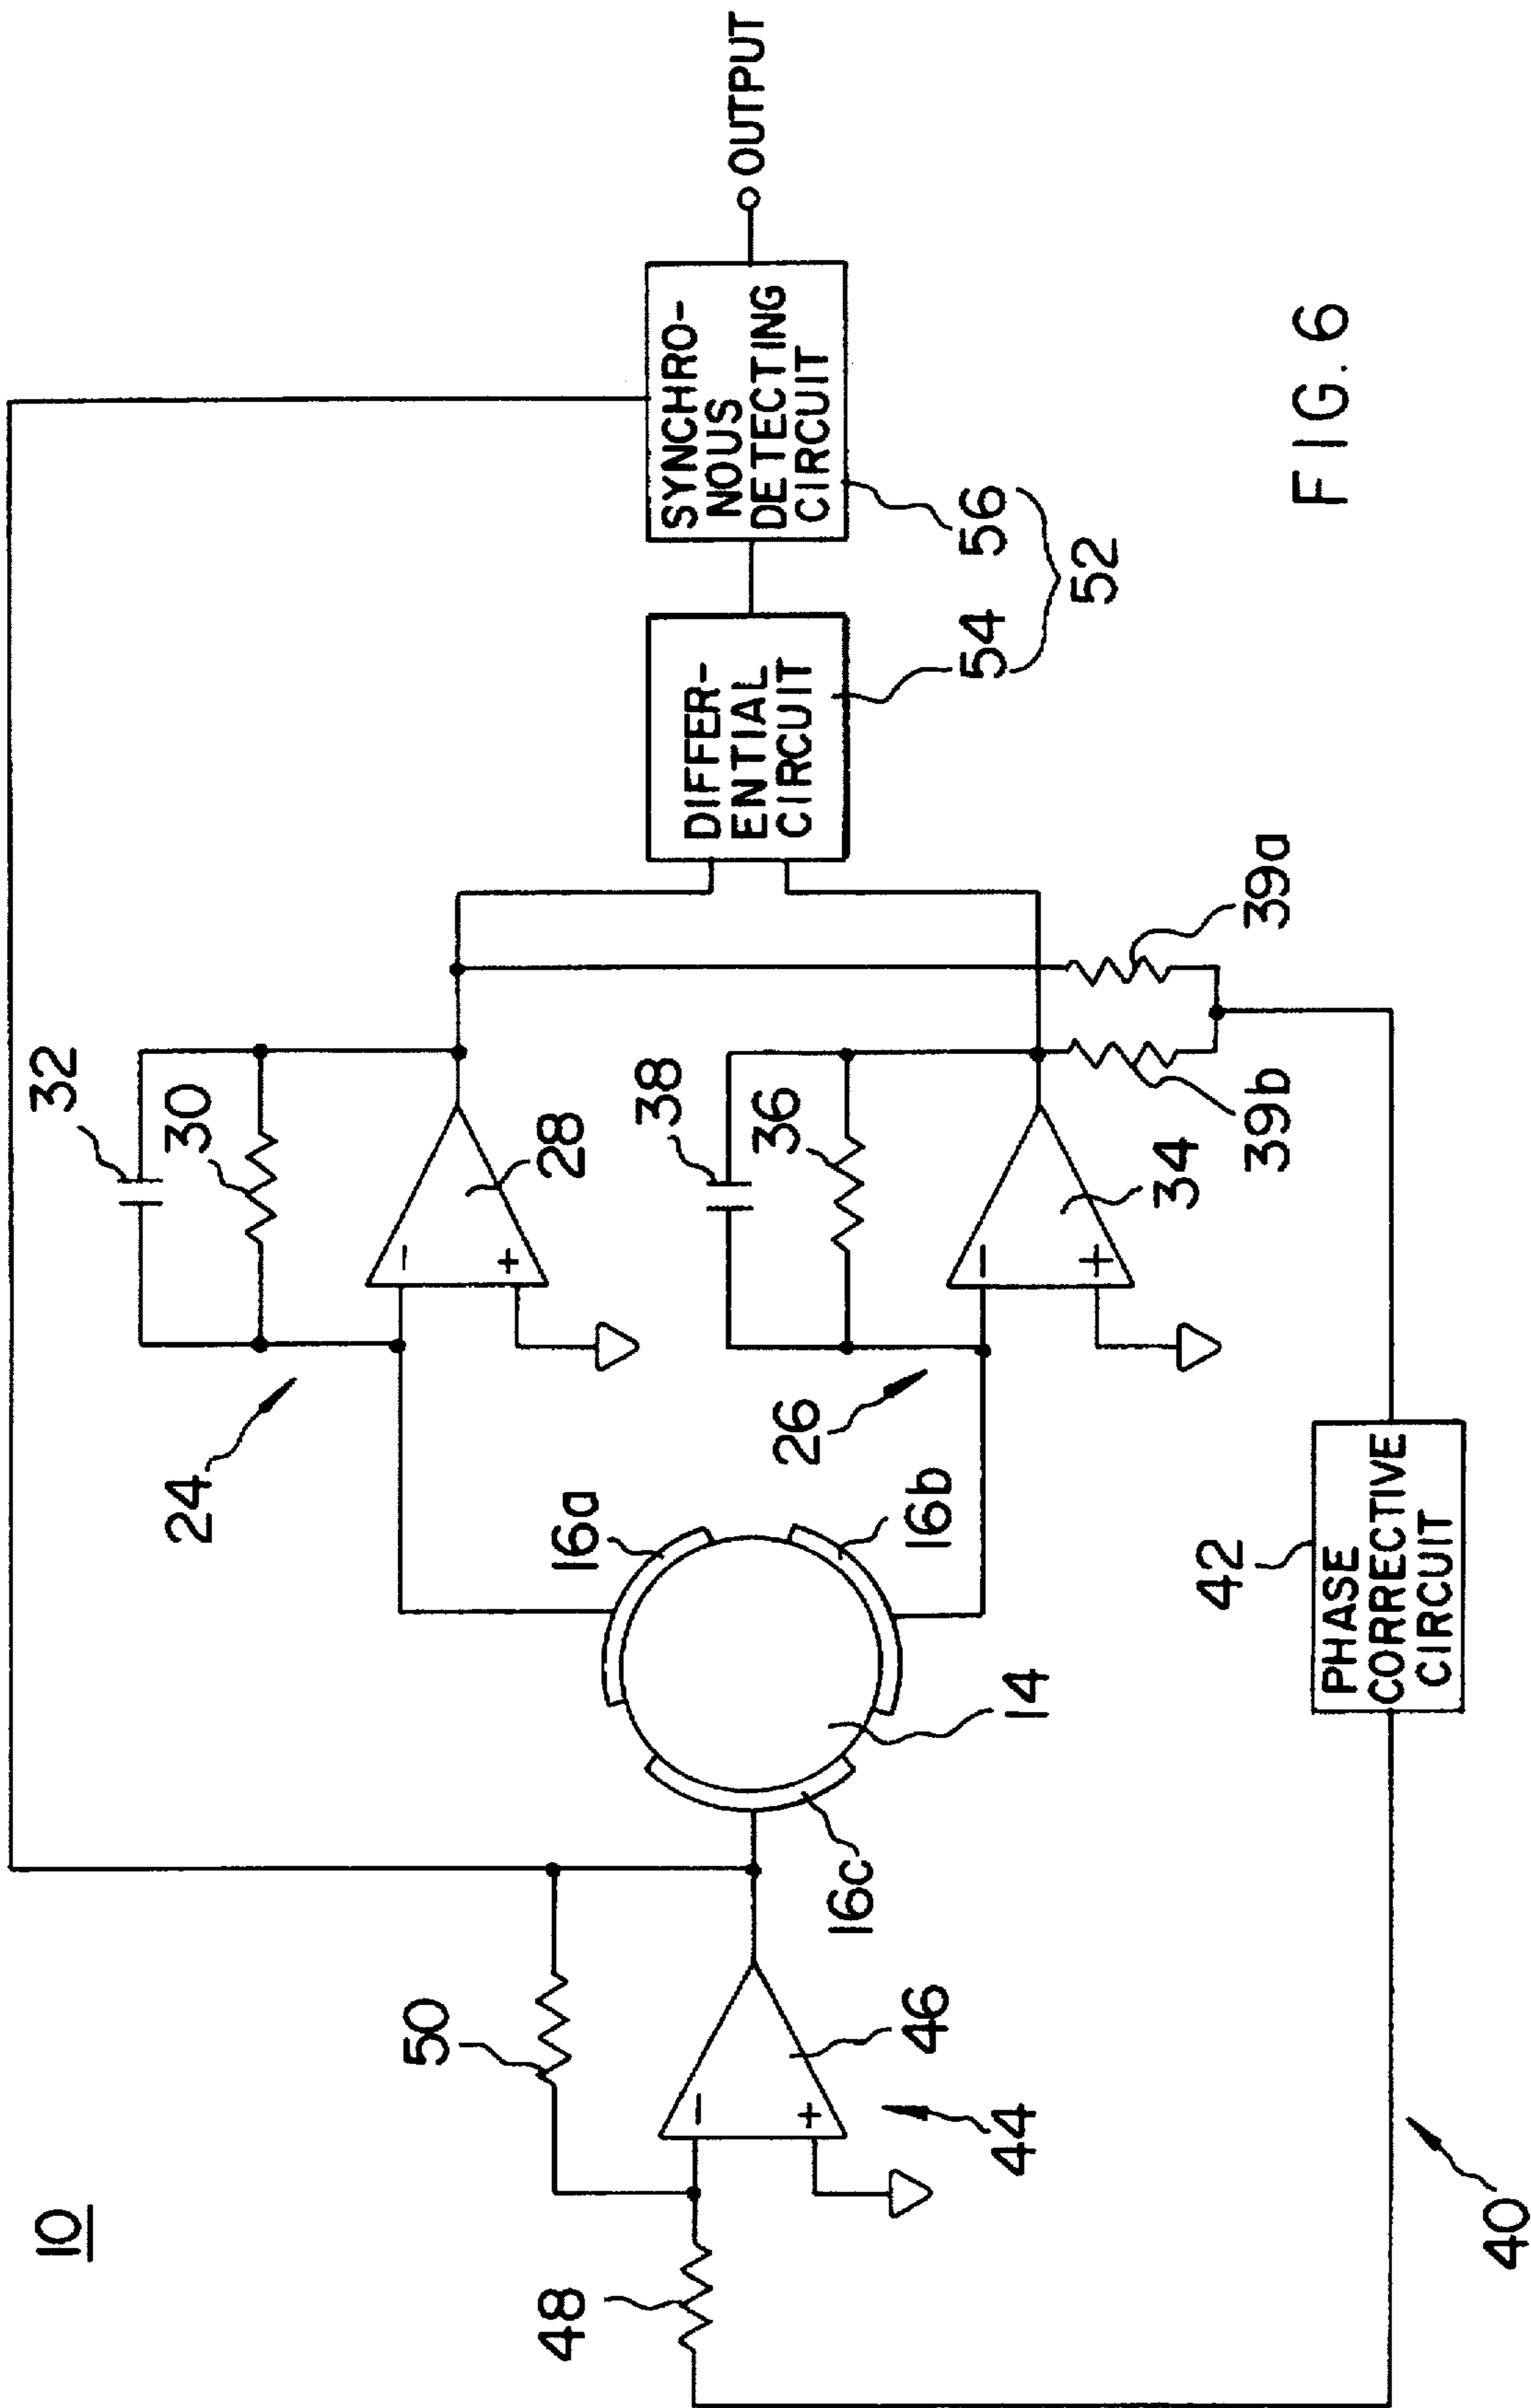 10
32
30
24
28
SYNCHRO-
NOUS
DETECTING
CIRCUIT
OUTPUT
DIFFER-
ENTIAL
CIRCUIT
54
56
52
50
48
46
44
16a
16b
16c
14
38
36
26
34
39a
39b
PHASE
CORRECTIVE
CIRCUIT
42
40
−
+
−
+
−
+
FIG. 6